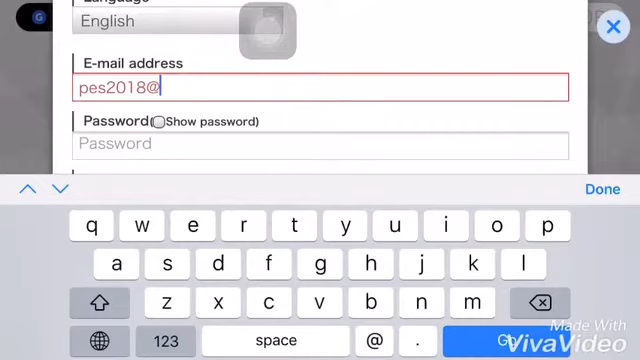 Language
English
E-mail address
pes2018@
Password(Show password)
Password
Done
q w e r t y u i o p
a s d f g h j k l
z x c v b n m
123 space @ . Go
Made With
VivaVideo